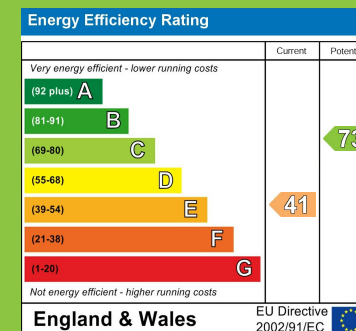 Energy Efficiency Rating
Current
Very energy efficient - lower running costs
(92 plus) A
(81-91) B
(69-80) C
73
(55-68) D
(39-54) E
41
(21-38) F
(1-20) G
Not energy efficient - higher running costs
England & Wales
EU Directive
2002/91/EC